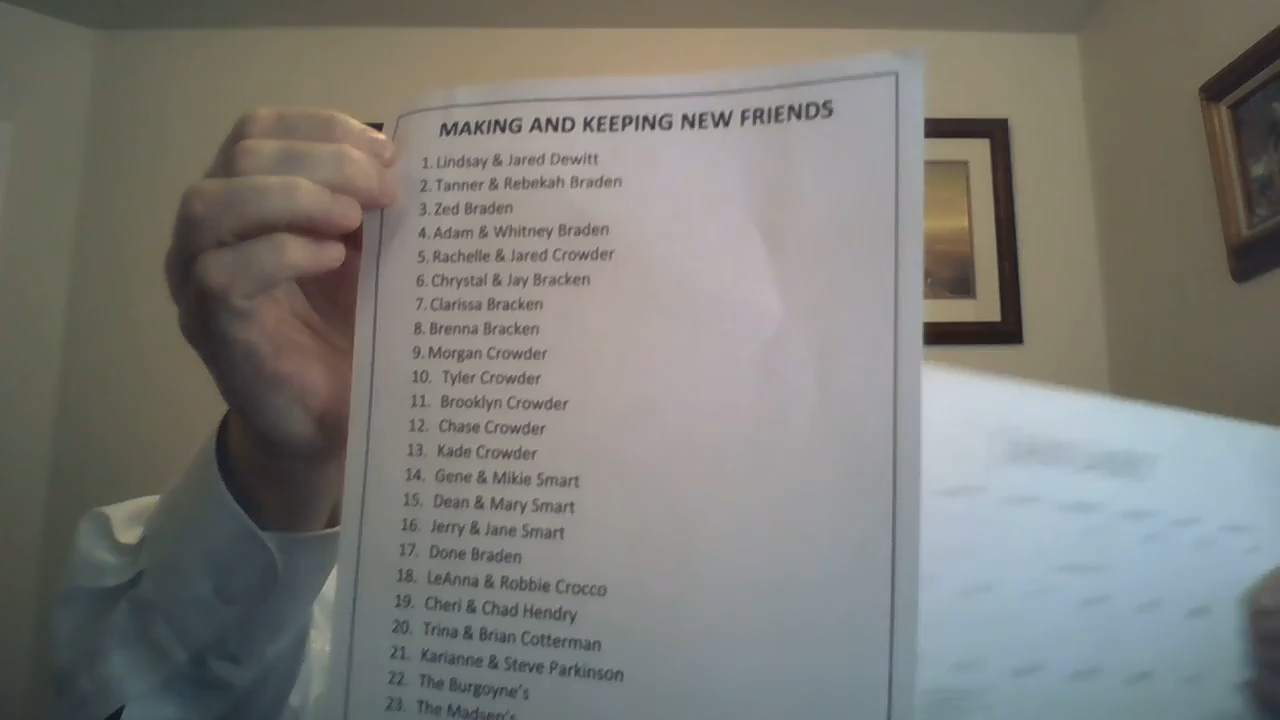 MAKING AND KEEPING NEW FRIENDS
1. Lindsay & Jared Dewitt
2. Tanner & Rebekah Braden
3. Zed Braden
4. Adam & Whitney Braden
5. Rachelle & Jared Crowder
6. Chrystal & Jay Bracken
7. Clarissa Bracken
8. Brenna Bracken
9. Morgan Crowder
10. Tyler Crowder
11. Brooklyn Crowder
12. Chase Crowder
13. Kade Crowder
14. Gene & Mikie Smart
15. Dean & Mary Smart
16. Jerry & Jane Smart
17. Done Braden
18. LeAnna & Robbie Crocco
19. Cheri & Chad Hendry
20. Trina & Brian Cotterman
21. Karianne & Steve Parkinson
22. The Burgoyne's
23. The Madsen's